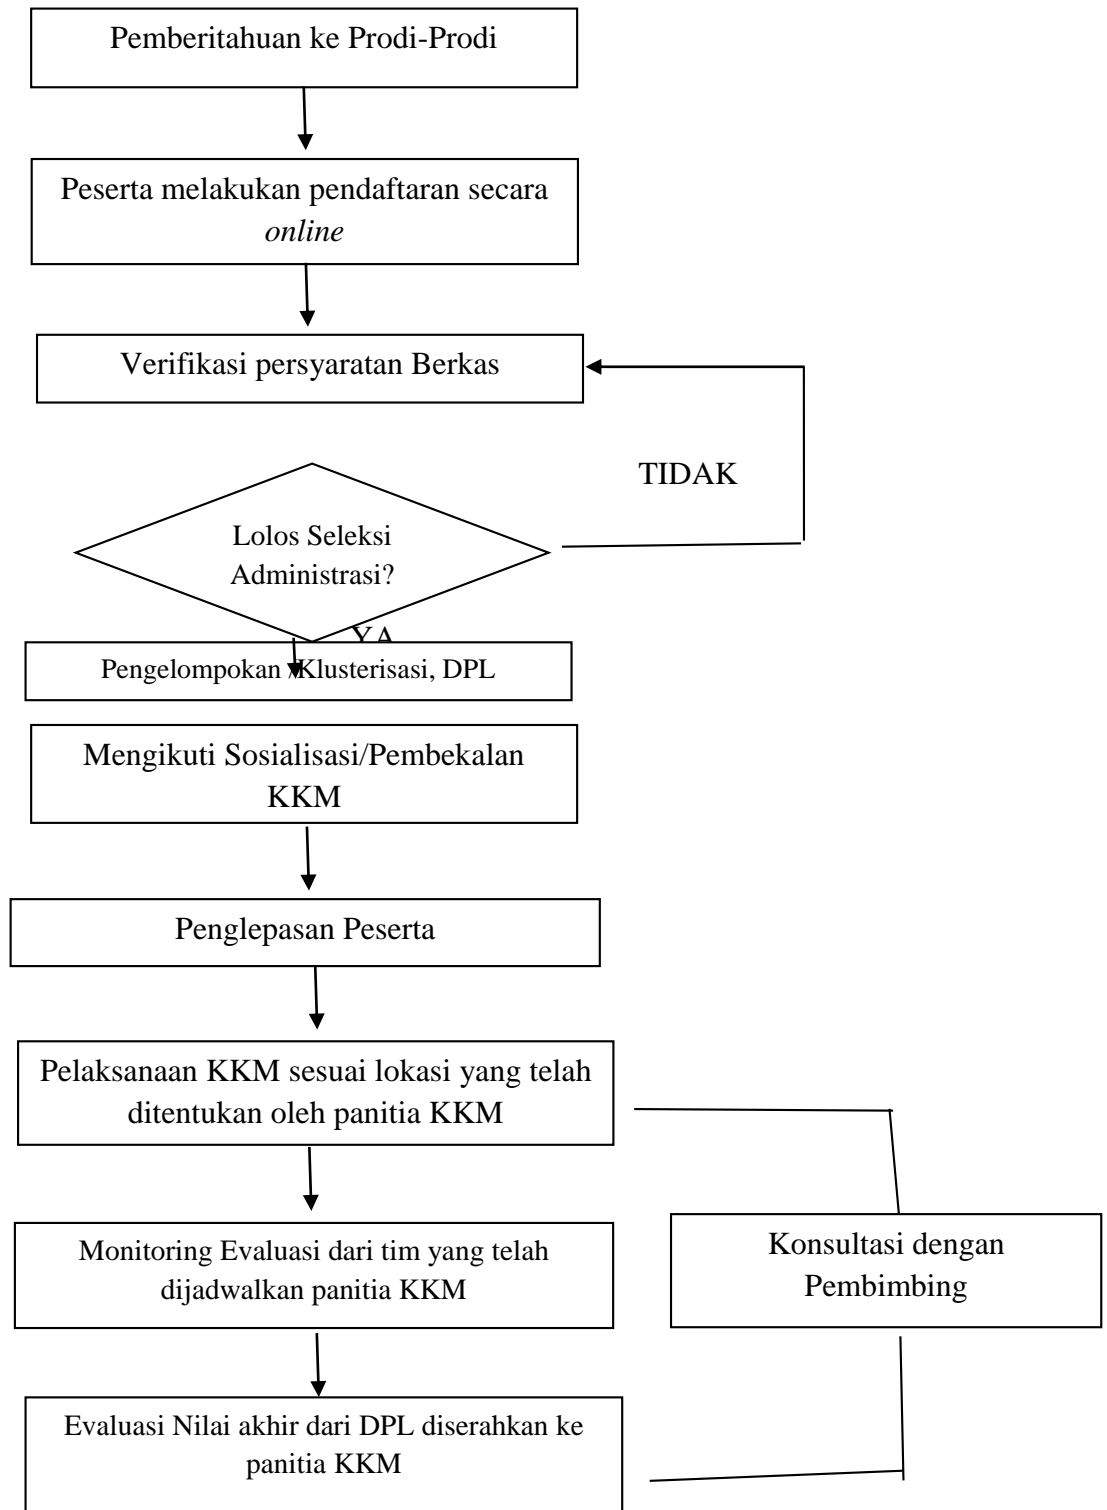 Pemberitahuan ke Prodi-Prodi
Peserta melakukan pendaftaran secara
online
Verifikasi persyaratan Berkas
TIDAK
Lolos Seleksi
Administrasi?
YA
Pengelompokan /Klusterisasi, DPL
Mengikuti Sosialisasi/Pembekalan
KKM
Penglepasan Peserta
Pelaksanaan KKM sesuai lokasi yang telah
ditentukan oleh panitia KKM
Monitoring Evaluasi dari tim yang telah
dijadwalkan panitia KKM
Konsultasi dengan
Pembimbing
Evaluasi Nilai akhir dari DPL diserahkan ke
panitia KKM